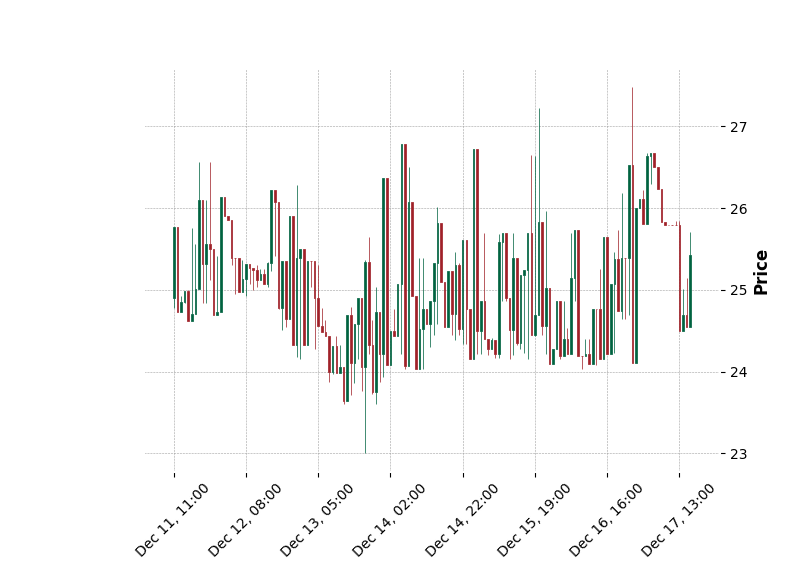 27
26
25
24
23
Price
Dec 11, 11:00
Dec 12, 08:00
Dec 13, 05:00
Dec 14, 02:00
Dec 14, 22:00
Dec 15, 19:00
Dec 16, 16:00
Dec 17, 13:00